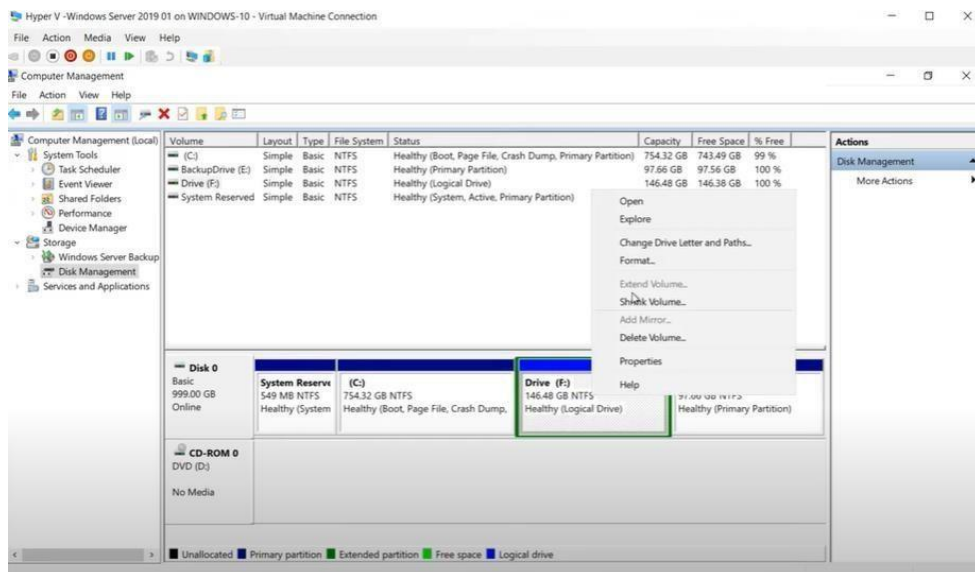 Hyper V -Windows Server 2019 01 on WINDOWS-10 - Virtual Machine Connection
File Action Media View Help
Computer Management
File Action View Help
Computer Management (Local)
System Tools
Task Scheduler
Event Viewer
Shared Folders
Performance
Device Manager
Storage
Windows Server Backup
Disk Management
Services and Applications
Volume Layout Type File System Status Capacity Free Space % Free
(C:) Simple Basic NTFS Healthy (Boot, Page File, Crash Dump, Primary Partition) 754.32 GB 743.49 GB 99 %
BackupDrive (E:) Simple Basic NTFS Healthy (Primary Partition) 97.66 GB 97.56 GB 100 %
Drive (F:) Simple Basic NTFS Healthy (Logical Drive) 146.48 GB 146.38 GB 100 %
System Reserved Simple Basic NTFS Healthy (System, Active, Primary Partition)
Open
Explore
Change Drive Letter and Paths...
Format...
Extend Volume...
Shrink Volume...
Add Mirror...
Delete Volume...
Properties
Help
Actions
Disk Management
More Actions
Disk 0
Basic
999.00 GB
Online
System Reserve
549 MB NTFS
Healthy (System
(C:)
754.32 GB NTFS
Healthy (Boot, Page File, Crash Dump,
Drive (F:)
146.48 GB NTFS
Healthy (Logical Drive)
Healthy (Primary Partition)
CD-ROM 0
DVD (D:)
No Media
Unallocated Primary partition Extended partition Free space Logical drive